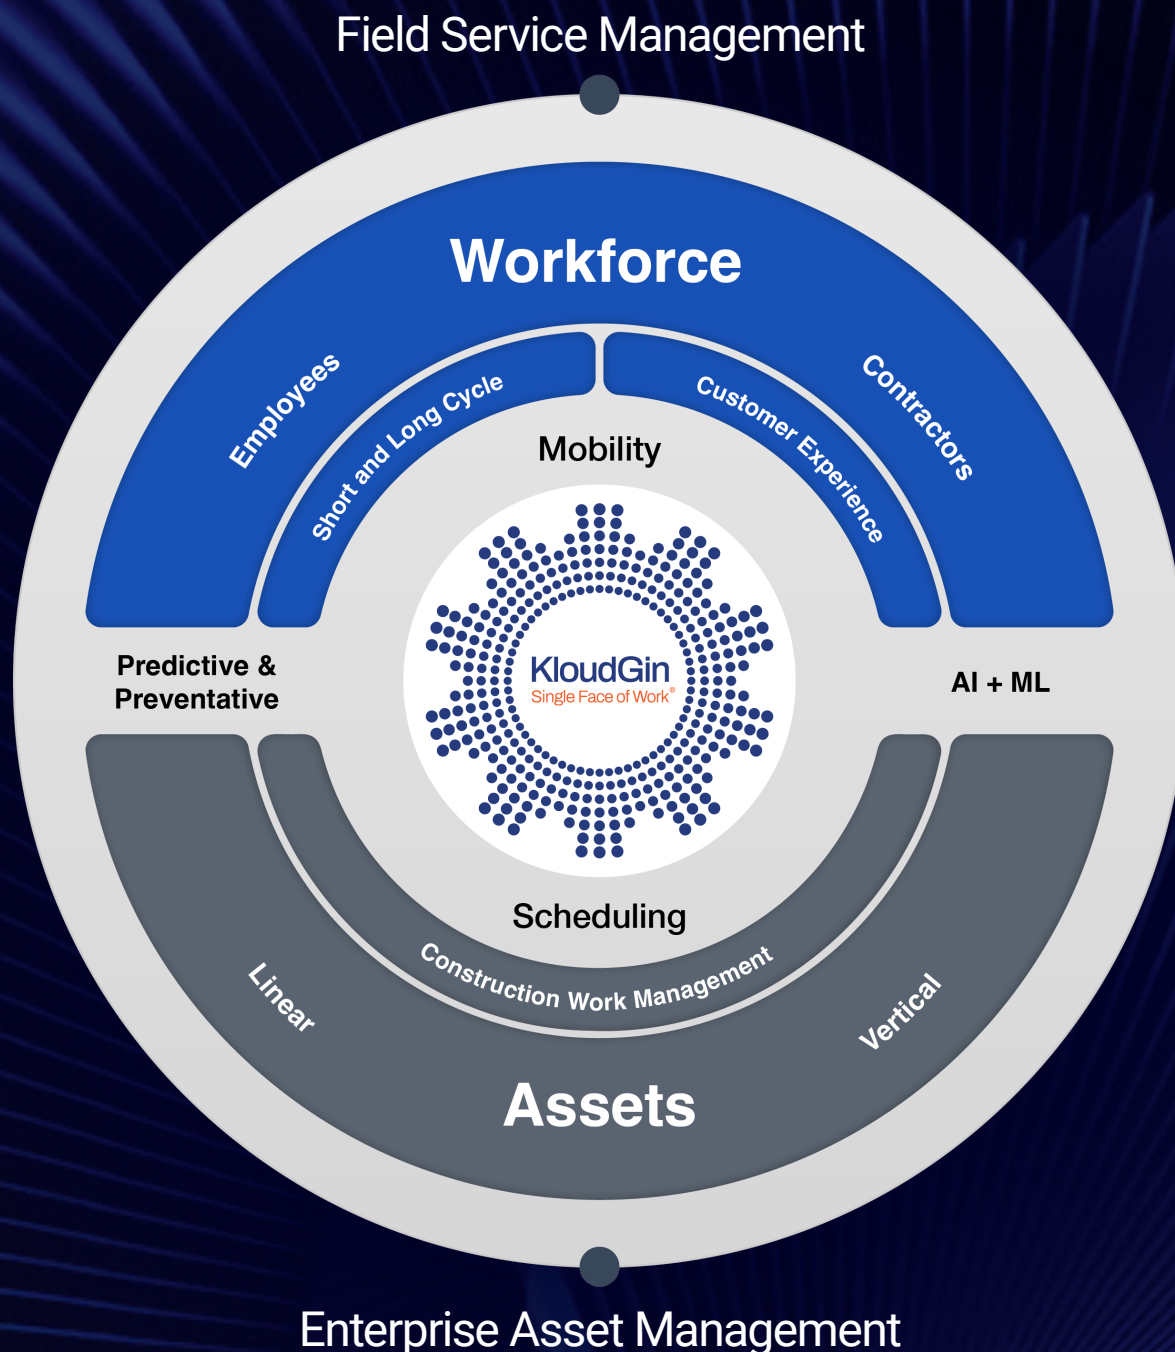 Field Service Management
Workforce
Employees
Contractors
Short and Long Cycle
Customer Experience
Mobility
KloudGin
Single Face of Work®
Predictive &
Preventative
AI + ML
Scheduling
Construction Work Management
Linear
Vertical
Assets
Enterprise Asset Management